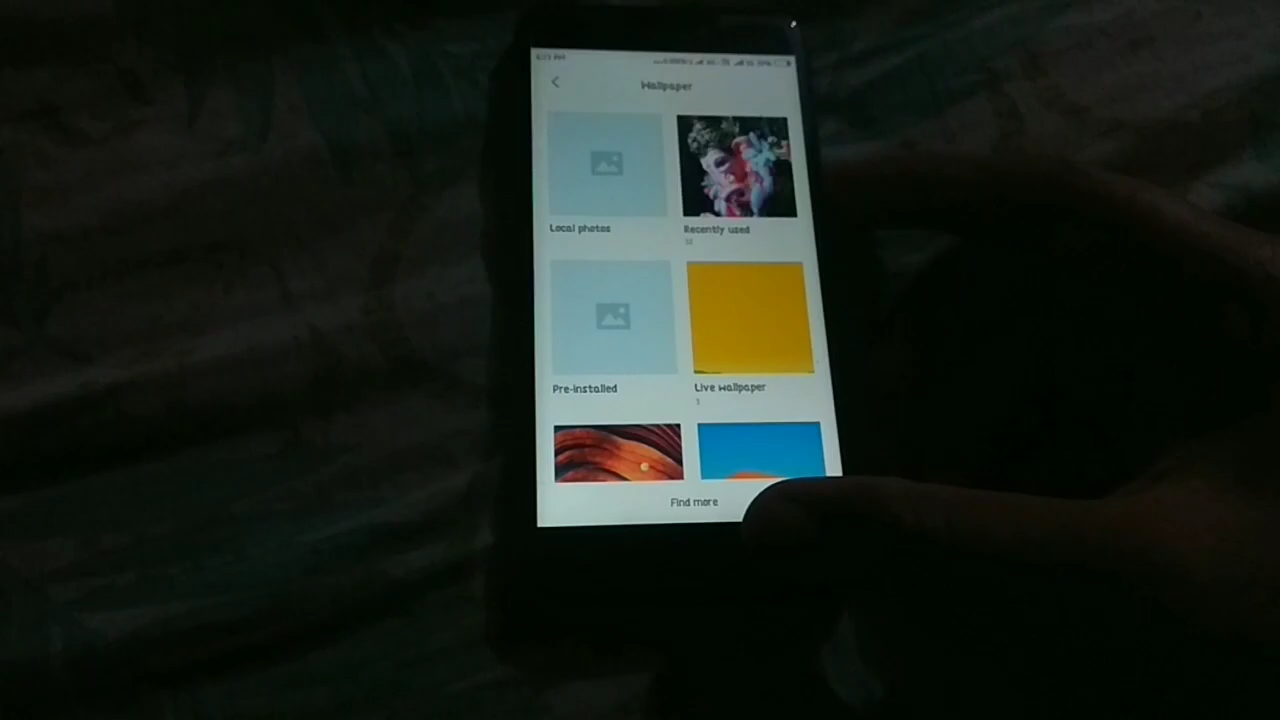 Wallpaper
Local photos
Recently used
Pre-installed
Live wallpaper
Find more